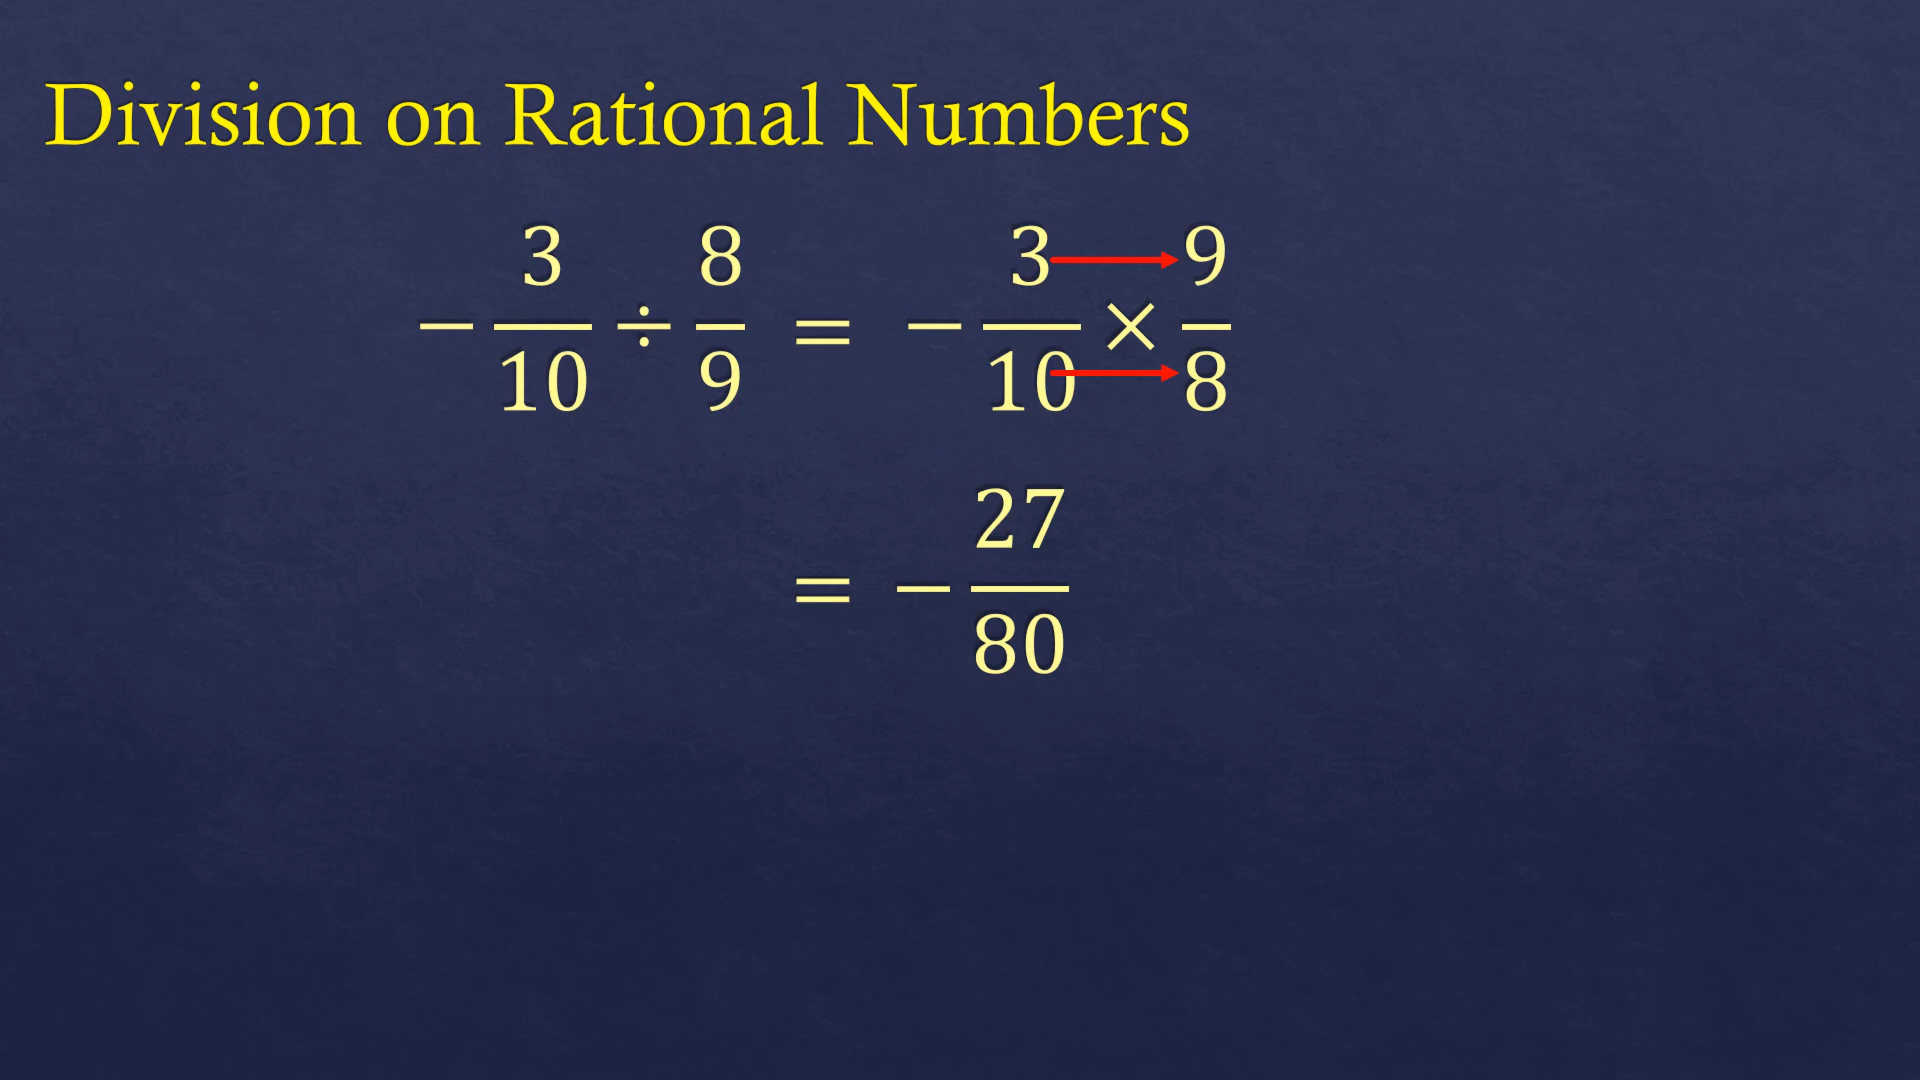 Division on Rational Numbers
− 3/10 ÷ 8/9 = − 3/10 × 9/8
= − 27/80